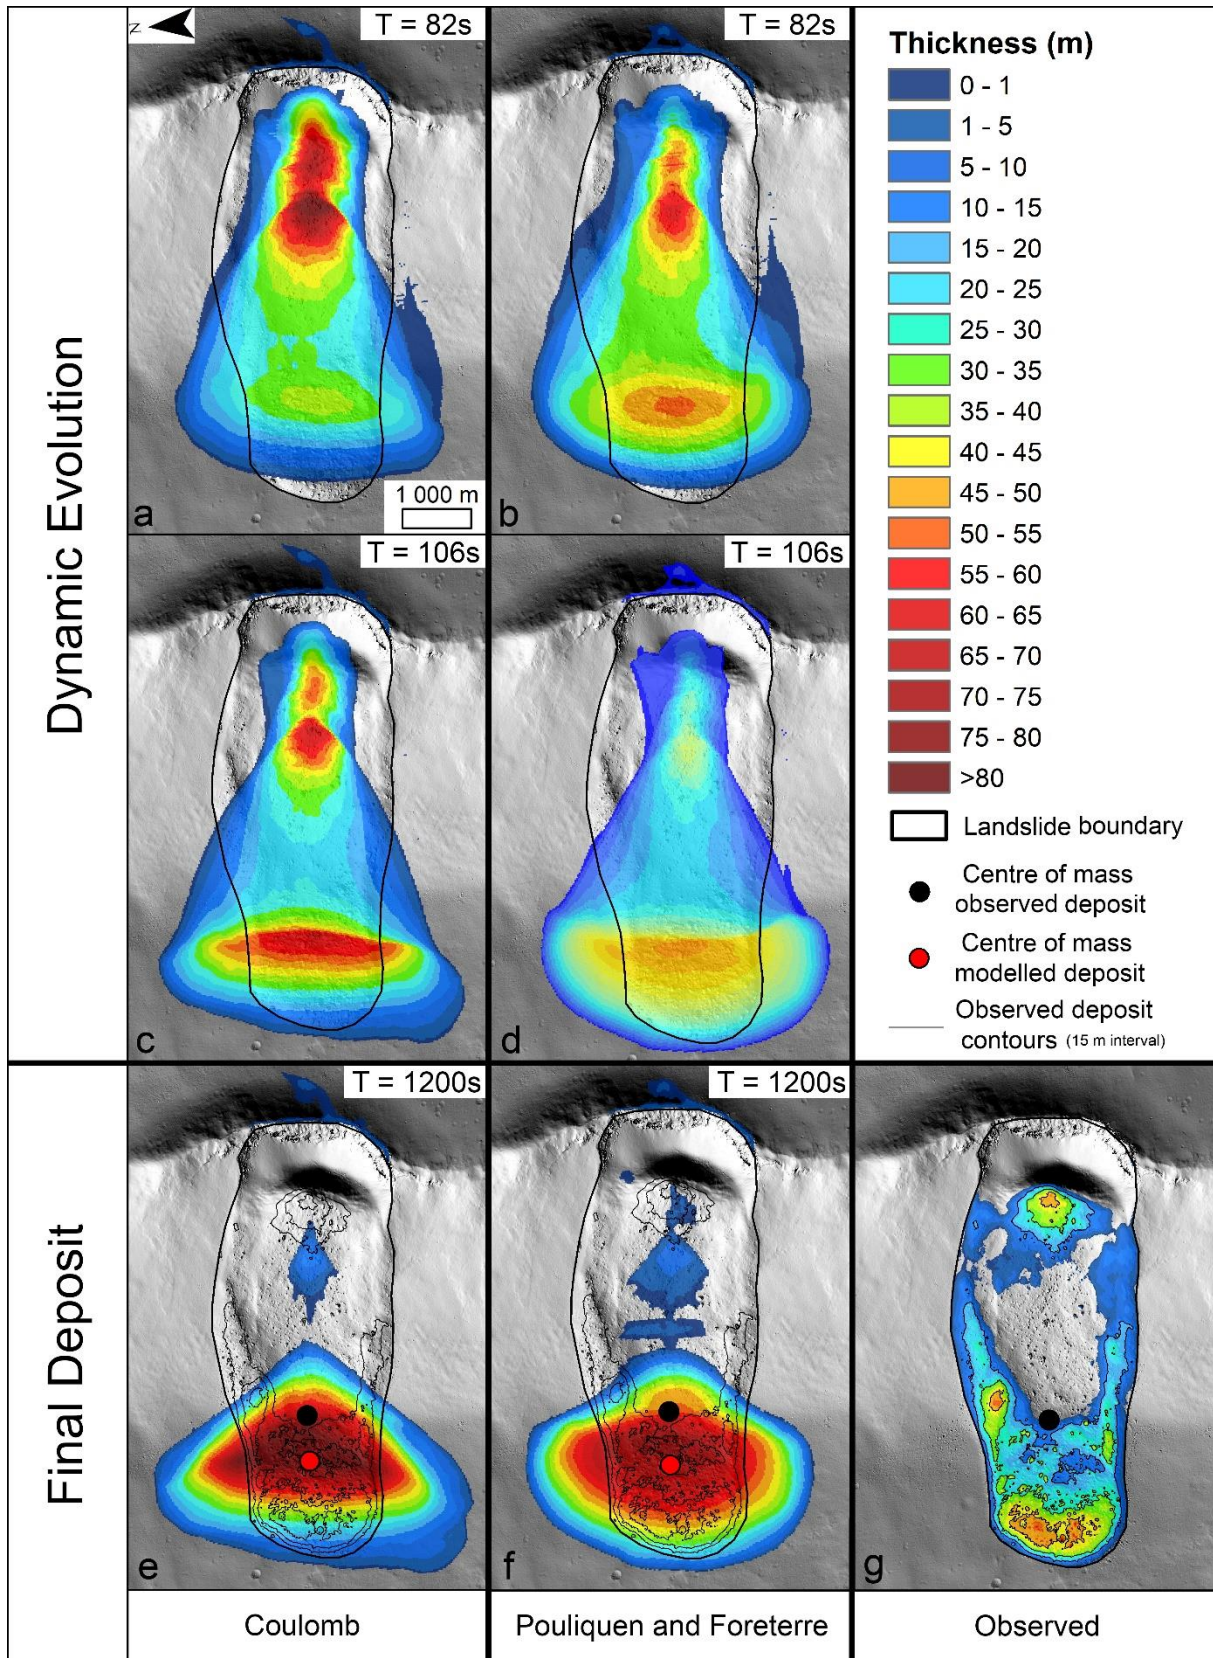 Dynamic Evolution
Final Deposit
N
T = 82s
a
1 000 m
T = 82s
b
T = 106s
c
T = 106s
d
T = 1200s
e
T = 1200s
f
g
Coulomb
Pouliquen and Foreterre
Observed
Thickness (m)
0 - 1
1 - 5
5 - 10
10 - 15
15 - 20
20 - 25
25 - 30
30 - 35
35 - 40
40 - 45
45 - 50
50 - 55
55 - 60
60 - 65
65 - 70
70 - 75
75 - 80
>80
Landslide boundary
Centre of mass
observed deposit
Centre of mass
modelled deposit
Observed deposit
contours (15 m interval)